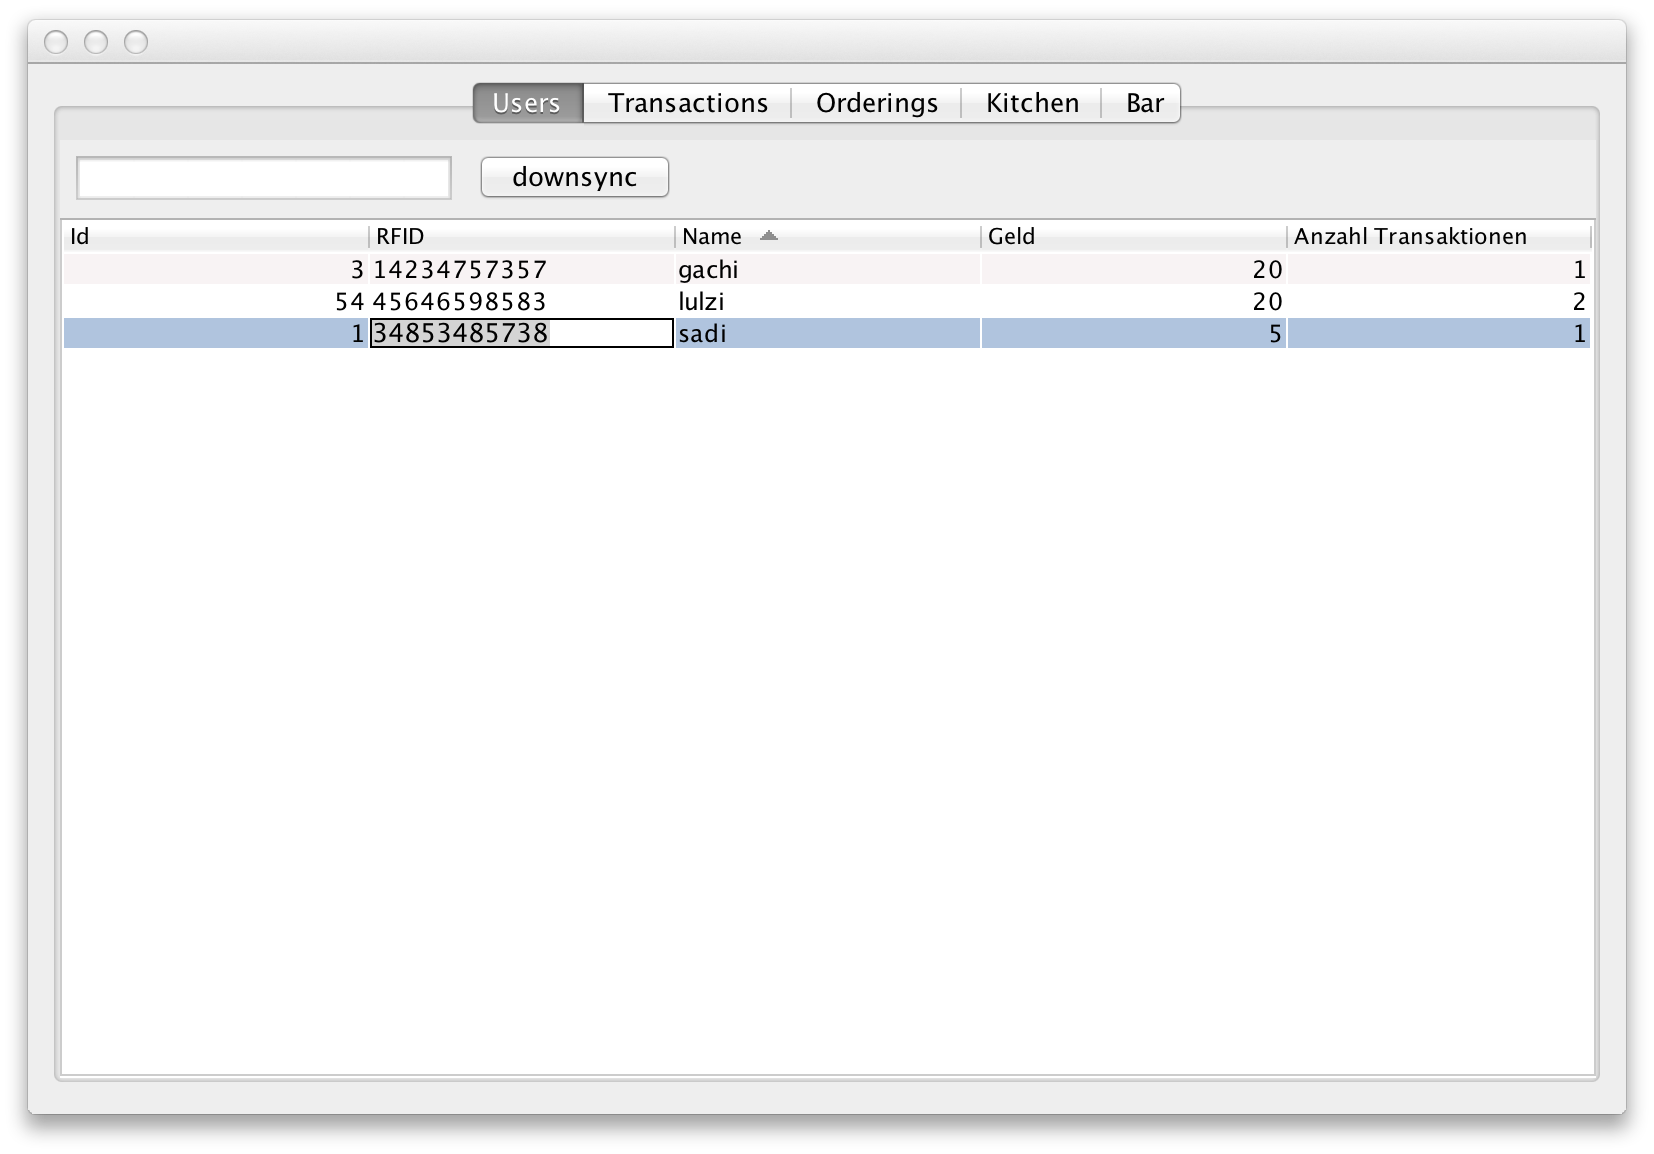 Users Transactions Orderings Kitchen Bar
downsync
Id RFID Name Geld Anzahl Transaktionen
3 14234757357 gachi 20 1
54 45646598583 lulzi 20 2
1 34853485738 sadi 5 1